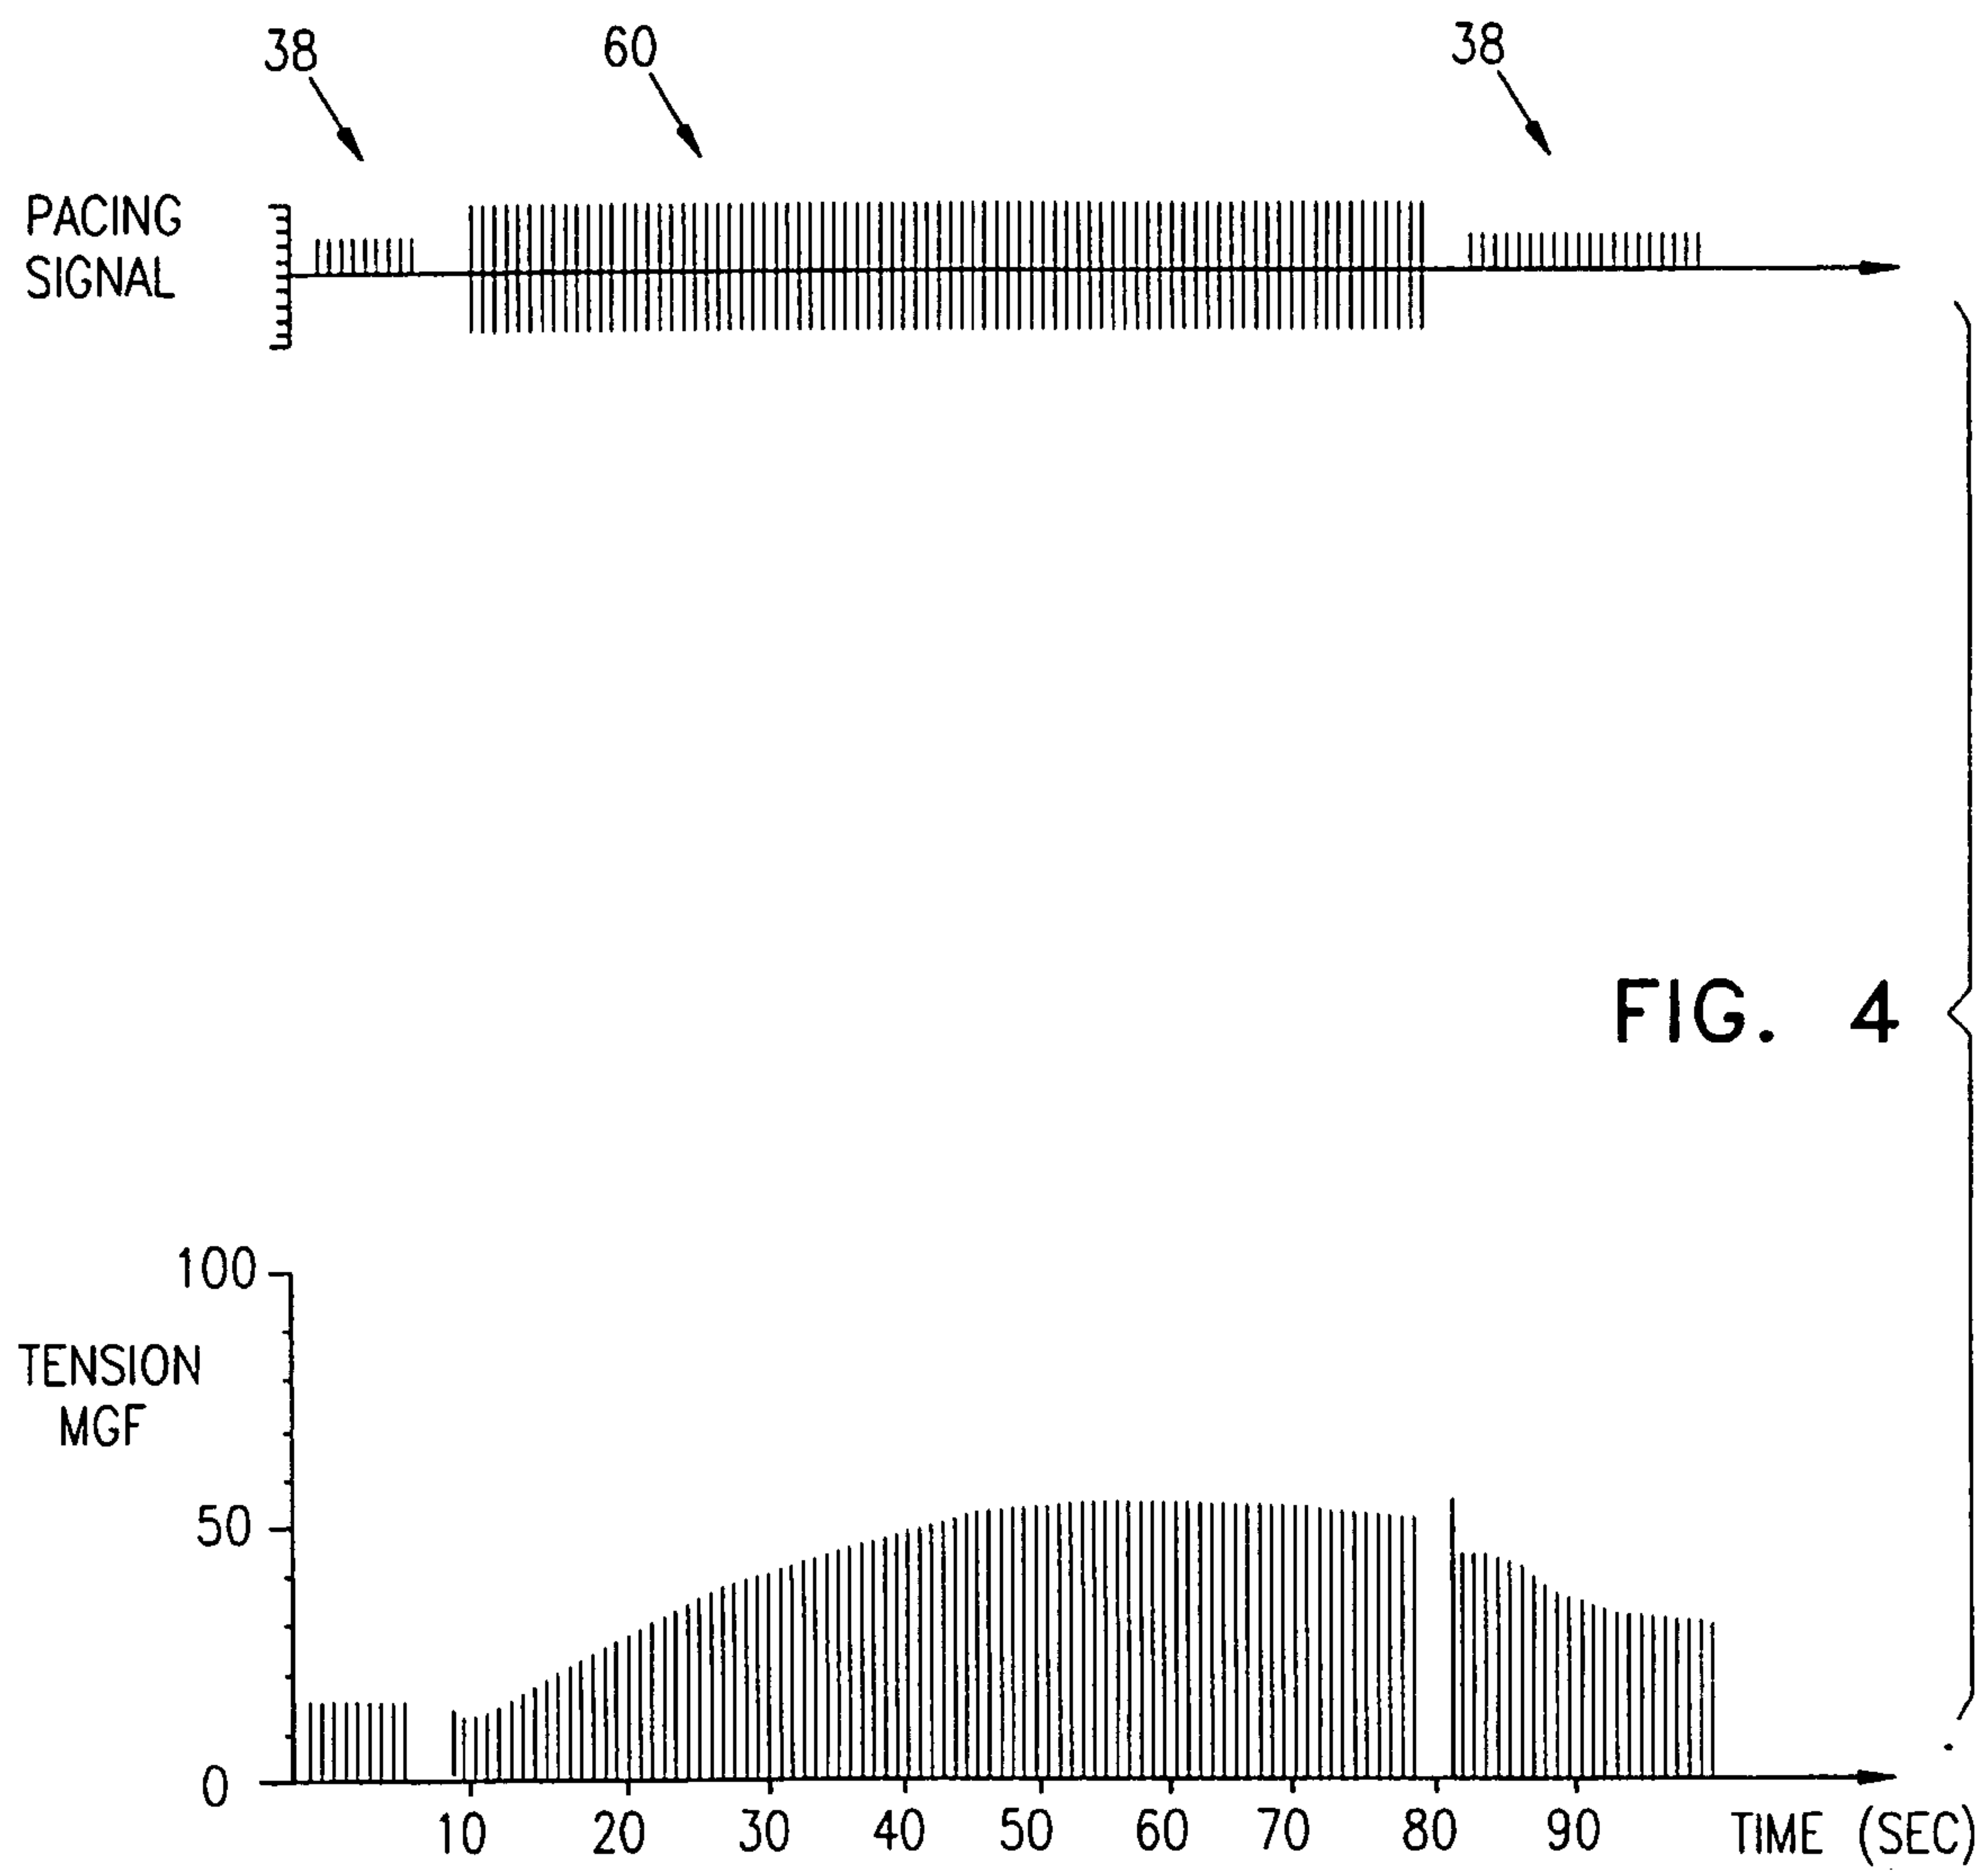 38 60 38
PACING
SIGNAL
FIG. 4
100
TENSION
MGF
50
0
10 20 30 40 50 60 70 80 90 TIME (SEC)